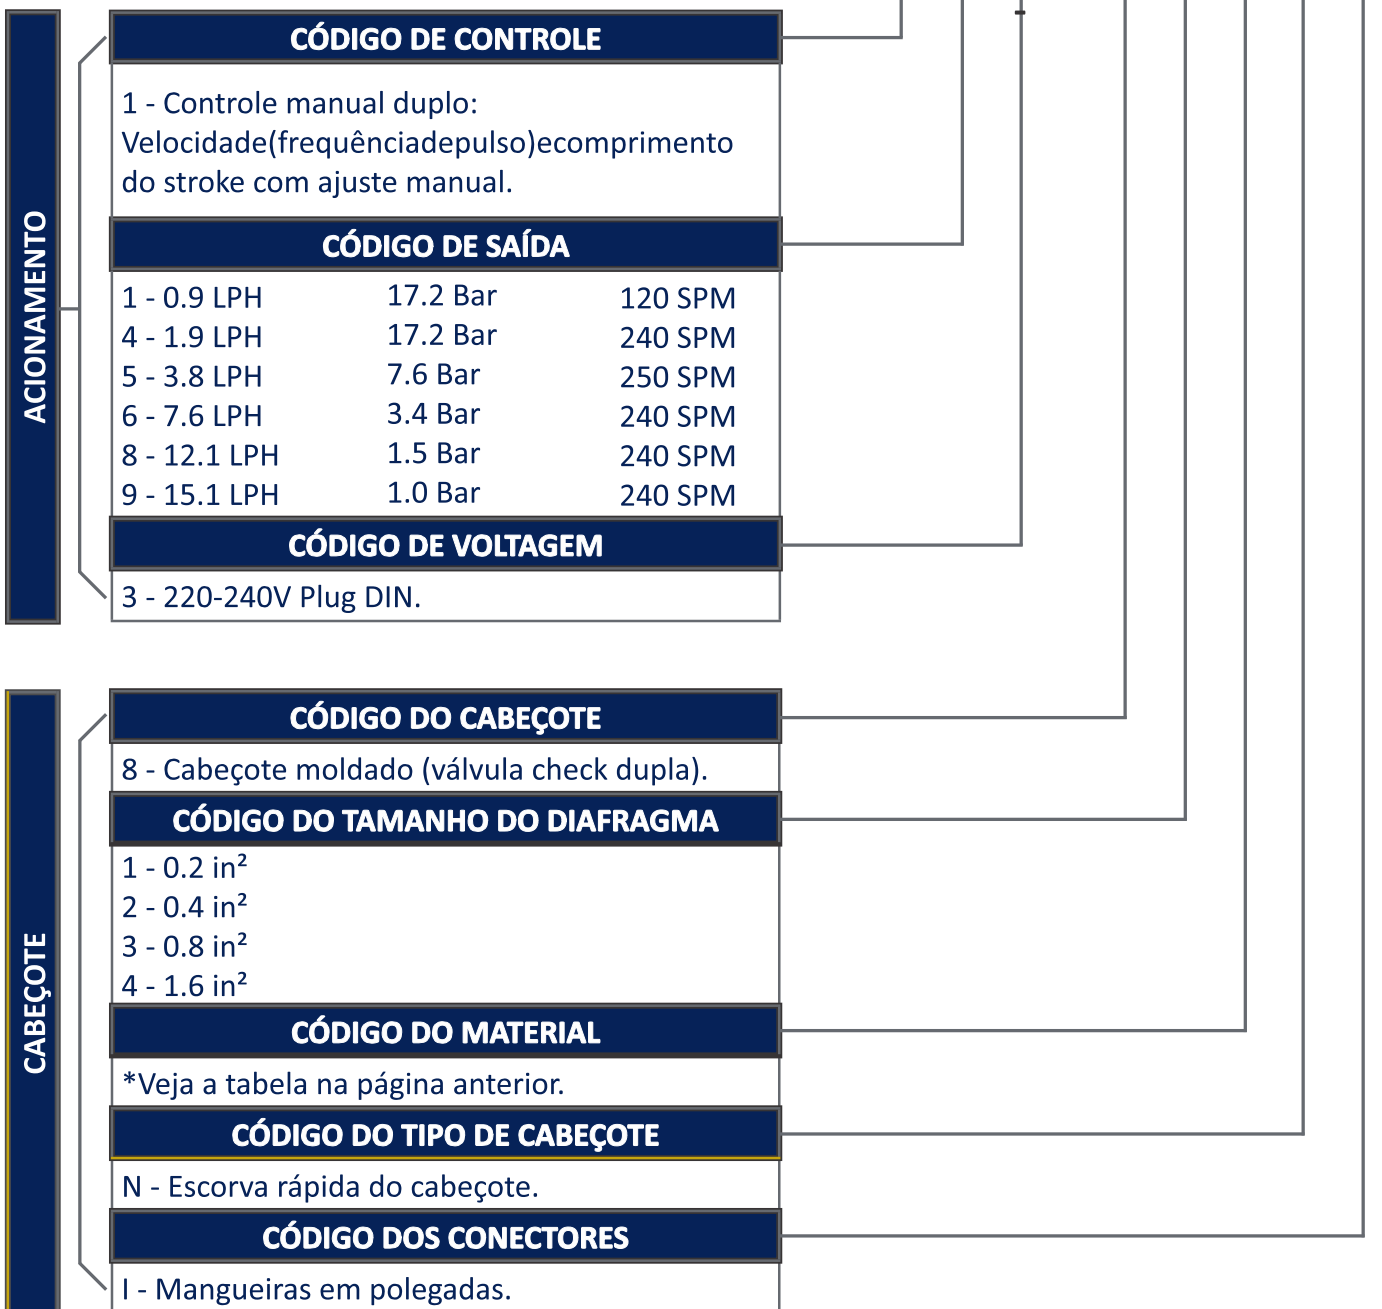 ACIONAMENTO
CÓDIGO DE CONTROLE
1 - Controle manual duplo:
Velocidade(frequênciadepulso)ecomprimento
do stroke com ajuste manual.
CÓDIGO DE SAÍDA
1 - 0.9 LPH 17.2 Bar 120 SPM
4 - 1.9 LPH 17.2 Bar 240 SPM
5 - 3.8 LPH 7.6 Bar 250 SPM
6 - 7.6 LPH 3.4 Bar 240 SPM
8 - 12.1 LPH 1.5 Bar 240 SPM
9 - 15.1 LPH 1.0 Bar 240 SPM
CÓDIGO DE VOLTAGEM
3 - 220-240V Plug DIN.
CABEÇOTE
CÓDIGO DO CABEÇOTE
8 - Cabeçote moldado (válvula check dupla).
CÓDIGO DO TAMANHO DO DIAFRAGMA
1 - 0.2 in²
2 - 0.4 in²
3 - 0.8 in²
4 - 1.6 in²
CÓDIGO DO MATERIAL
*Veja a tabela na página anterior.
CÓDIGO DO TIPO DE CABEÇOTE
N - Escorva rápida do cabeçote.
CÓDIGO DOS CONECTORES
I - Mangueiras em polegadas.